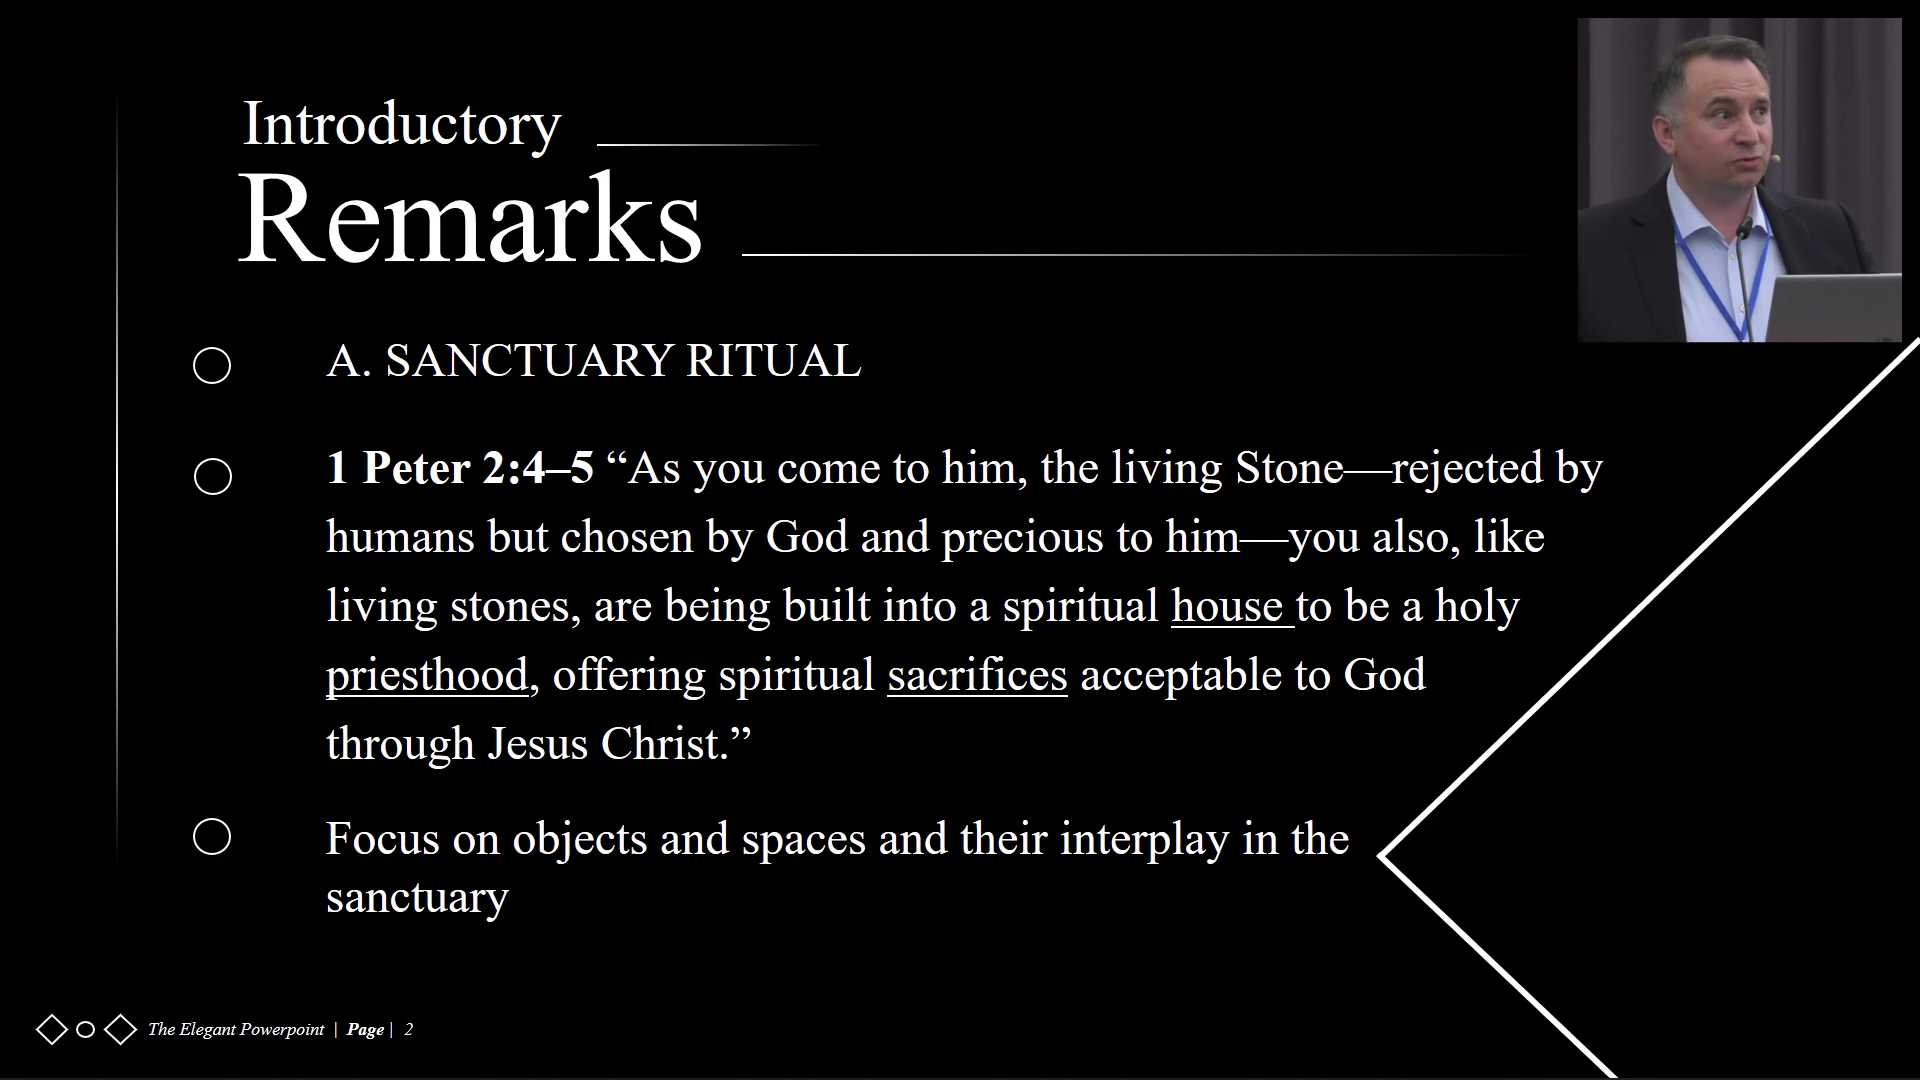 Introductory
Remarks
A. SANCTUARY RITUAL
1 Peter 2:4–5 “As you come to him, the living Stone—rejected by
humans but chosen by God and precious to him—you also, like
living stones, are being built into a spiritual house to be a holy
priesthood, offering spiritual sacrifices acceptable to God
through Jesus Christ.”
Focus on objects and spaces and their interplay in the
sanctuary
The Elegant Powerpoint | Page | 2